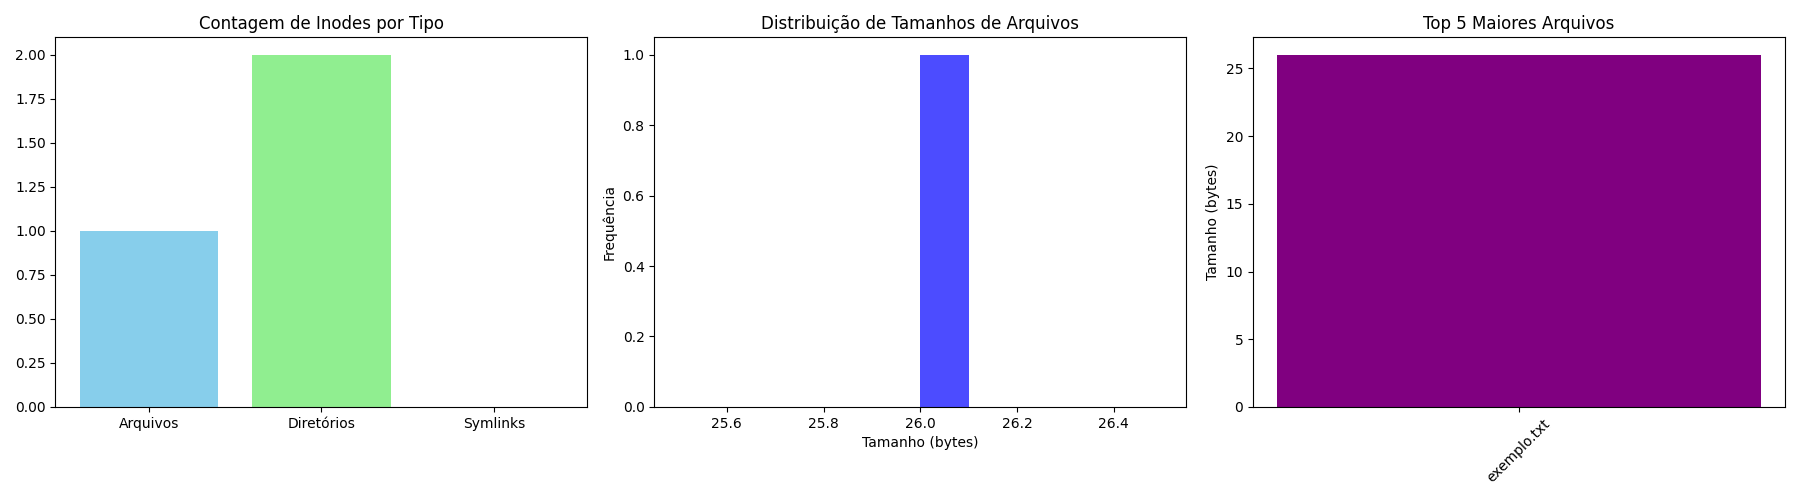 Contagem de Inodes por Tipo
2.00
1.75
1.50
1.25
1.00
0.75
0.50
0.25
0.00
Arquivos
Diretórios
Symlinks
Distribuição de Tamanhos de Arquivos
Frequência
1.0
0.8
0.6
0.4
0.2
0.0
25.6
25.8
26.0
26.2
26.4
Tamanho (bytes)
Top 5 Maiores Arquivos
Tamanho (bytes)
25
20
15
10
5
0
exemplo.txt